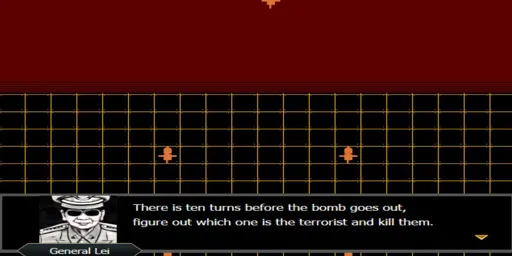 There is ten turns before the bomb goes out,
figure out which one is the terrorist and kill them.
General Lei